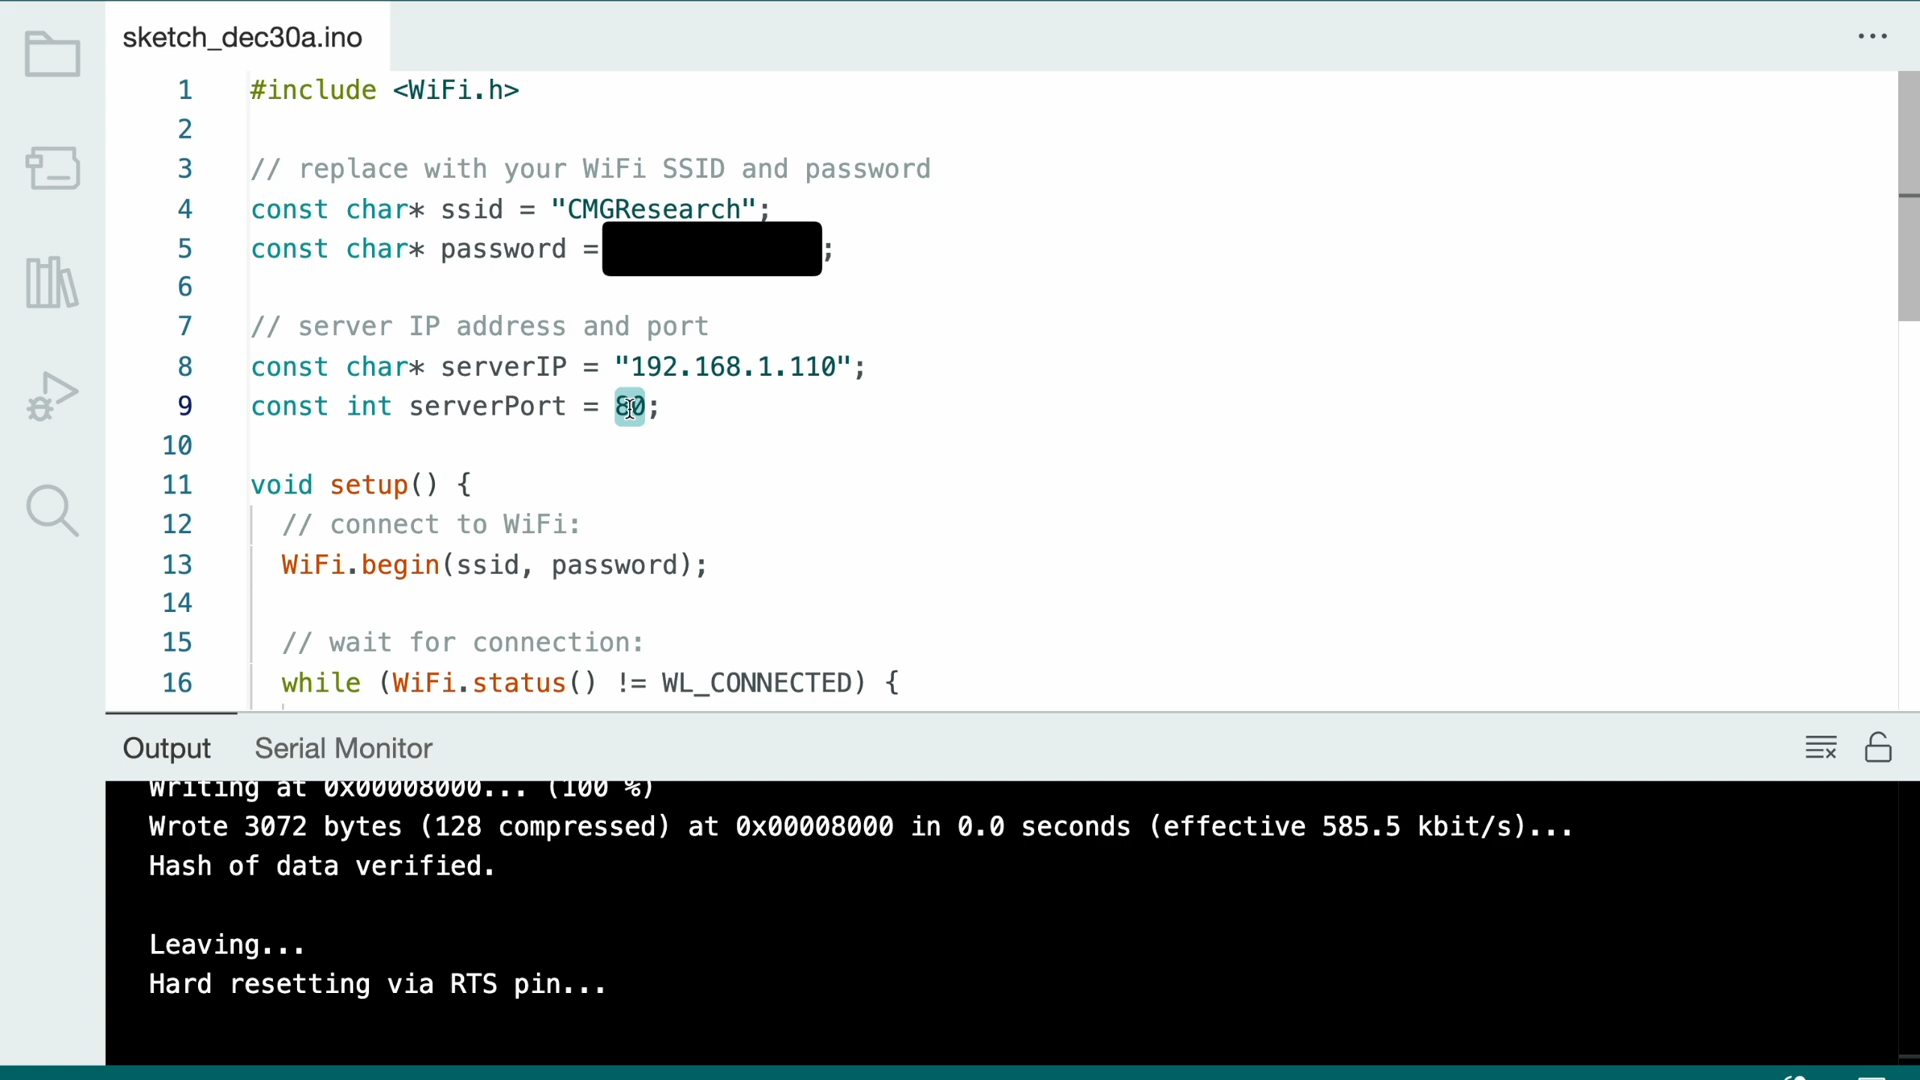 sketch_dec30a.ino
...
1 #include <WiFi.h>
2
3 // replace with your WiFi SSID and password
4 const char* ssid = "CMGResearch";
5 const char* password = ;
6
7 // server IP address and port
8 const char* serverIP = "192.168.1.110";
9 const int serverPort = 80;
10
11 void setup() {
12 // connect to WiFi:
13 WiFi.begin(ssid, password);
14
15 // wait for connection:
16 while (WiFi.status() != WL_CONNECTED) {
Output Serial Monitor
Writing at 0x00008000... (100 %)
Wrote 3072 bytes (128 compressed) at 0x00008000 in 0.0 seconds (effective 585.5 kbit/s)...
Hash of data verified.
Leaving...
Hard resetting via RTS pin...